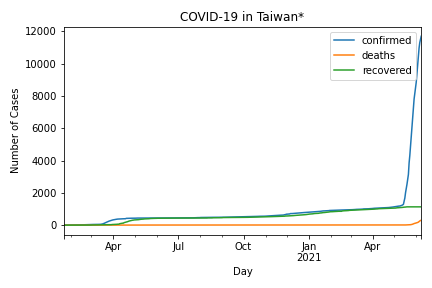 COVID-19 in Taiwan*
confirmed
deaths
recovered
Number of Cases
12000
10000
8000
6000
4000
2000
0
Apr
Jul
Oct
Jan
2021
Apr
Day